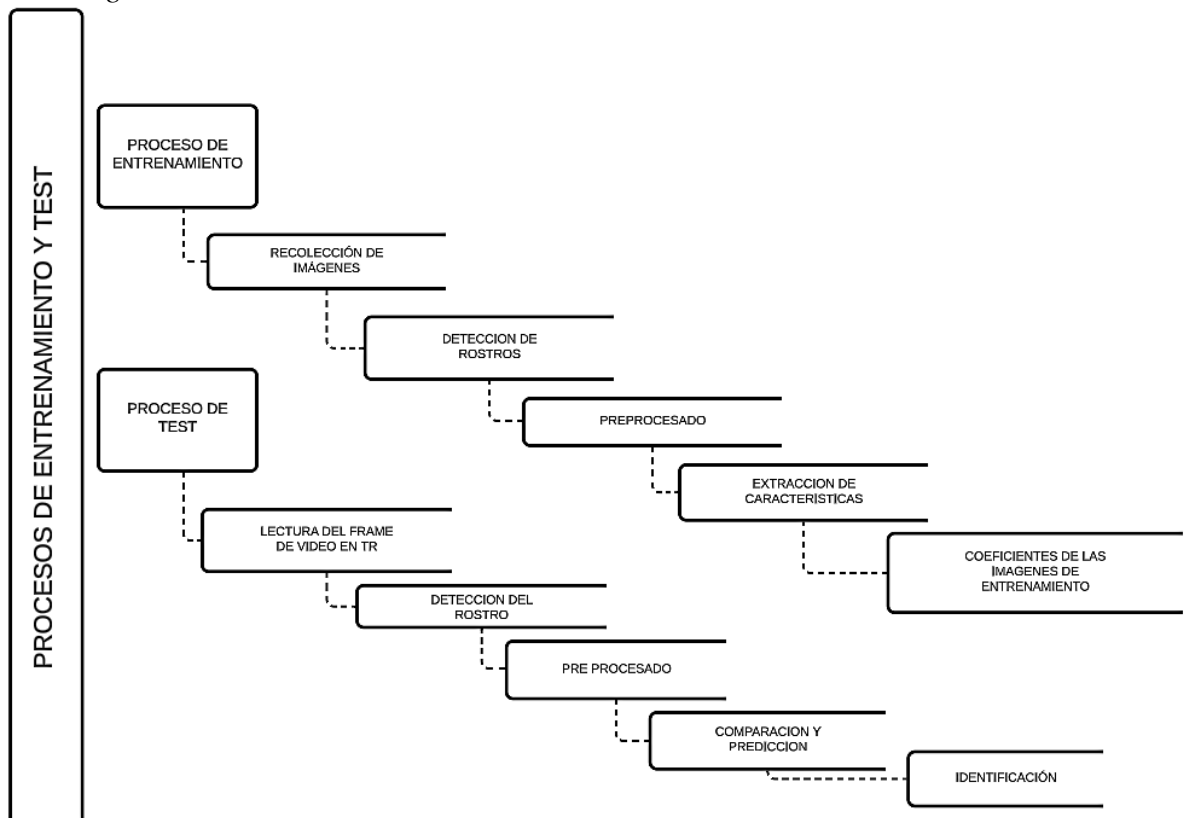 PROCESOS DE ENTRENAMIENTO Y TEST
PROCESO DE
ENTRENAMIENTO
RECOLECCIÓN DE
IMÁGENES
DETECCION DE
ROSTROS
PREPROCESADO
EXTRACCION DE
CARACTERISTICAS
COEFICIENTES DE LAS
IMAGENES DE
ENTRENAMIENTO
PROCESO DE
TEST
LECTURA DEL FRAME
DE VIDEO EN TR
DETECCION DEL
ROSTRO
PRE PROCESADO
COMPARACION Y
PREDICCION
IDENTIFICACIÓN